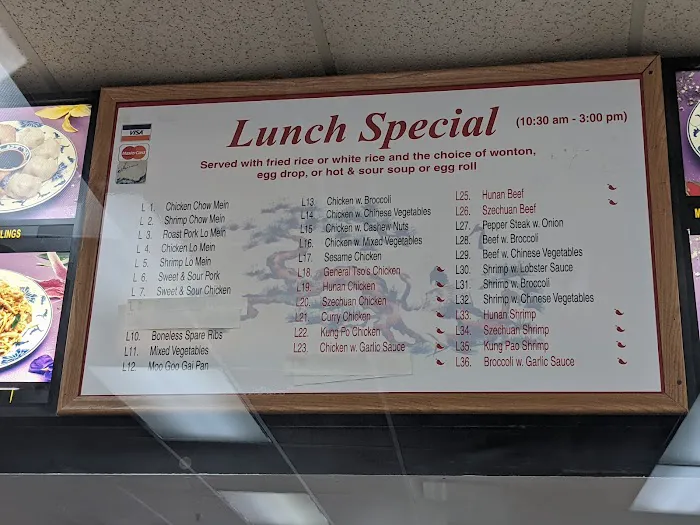 VISA
MasterCard
Lunch Special
(10:30 am - 3:00 pm)
Served with fried rice or white rice and the choice of wonton,
egg drop, or hot & sour soup or egg roll
L 1. Chicken Chow Mein
L 2. Shrimp Chow Mein
L 3. Roast Pork Lo Mein
L 4. Chicken Lo Mein
L 5. Shrimp Lo Mein
L 6. Sweet & Sour Pork
L 7. Sweet & Sour Chicken
L10. Boneless Spare Ribs
L11. Mixed Vegetables
L12. Moo Goo Gai Pan
L13. Chicken w. Broccoli
L14. Chicken w. Chinese Vegetables
L15. Chicken w. Cashew Nuts
L16. Chicken w. Mixed Vegetables
L17. Sesame Chicken
L18. General Tso's Chicken
L19. Hunan Chicken
L20. Szechuan Chicken
L21. Curry Chicken
L22. Kung Po Chicken
L23. Chicken w. Garlic Sauce
L25. Hunan Beef
L26. Szechuan Beef
L27. Pepper Steak w. Onion
L28. Beef w. Broccoli
L29. Beef w. Chinese Vegetables
L30. Shrimp w. Lobster Sauce
L31. Shrimp w. Broccoli
L32. Shrimp w. Chinese Vegetables
L33. Hunan Shrimp
L34. Szechuan Shrimp
L35. Kung Pao Shrimp
L36. Broccoli w. Garlic Sauce
LINGS